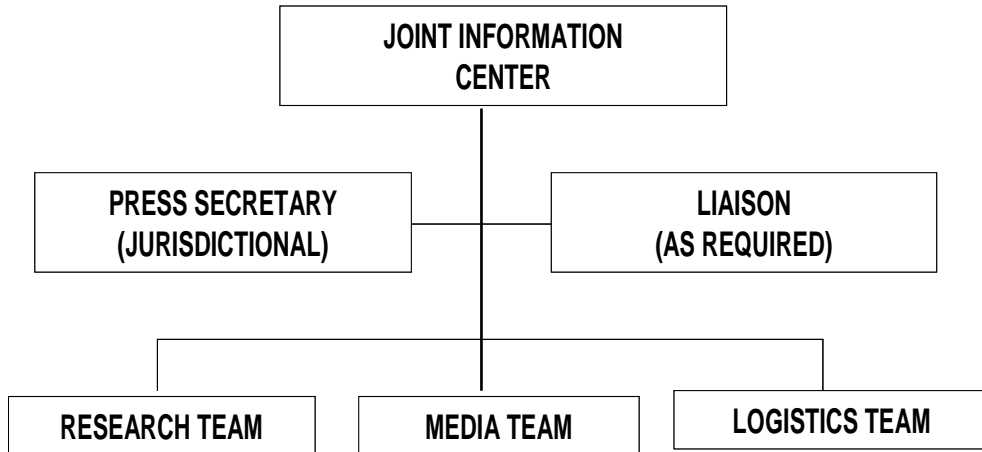 JOINT INFORMATION
CENTER
PRESS SECRETARY
(JURISDICTIONAL)
LIAISON
(AS REQUIRED)
RESEARCH TEAM
MEDIA TEAM
LOGISTICS TEAM